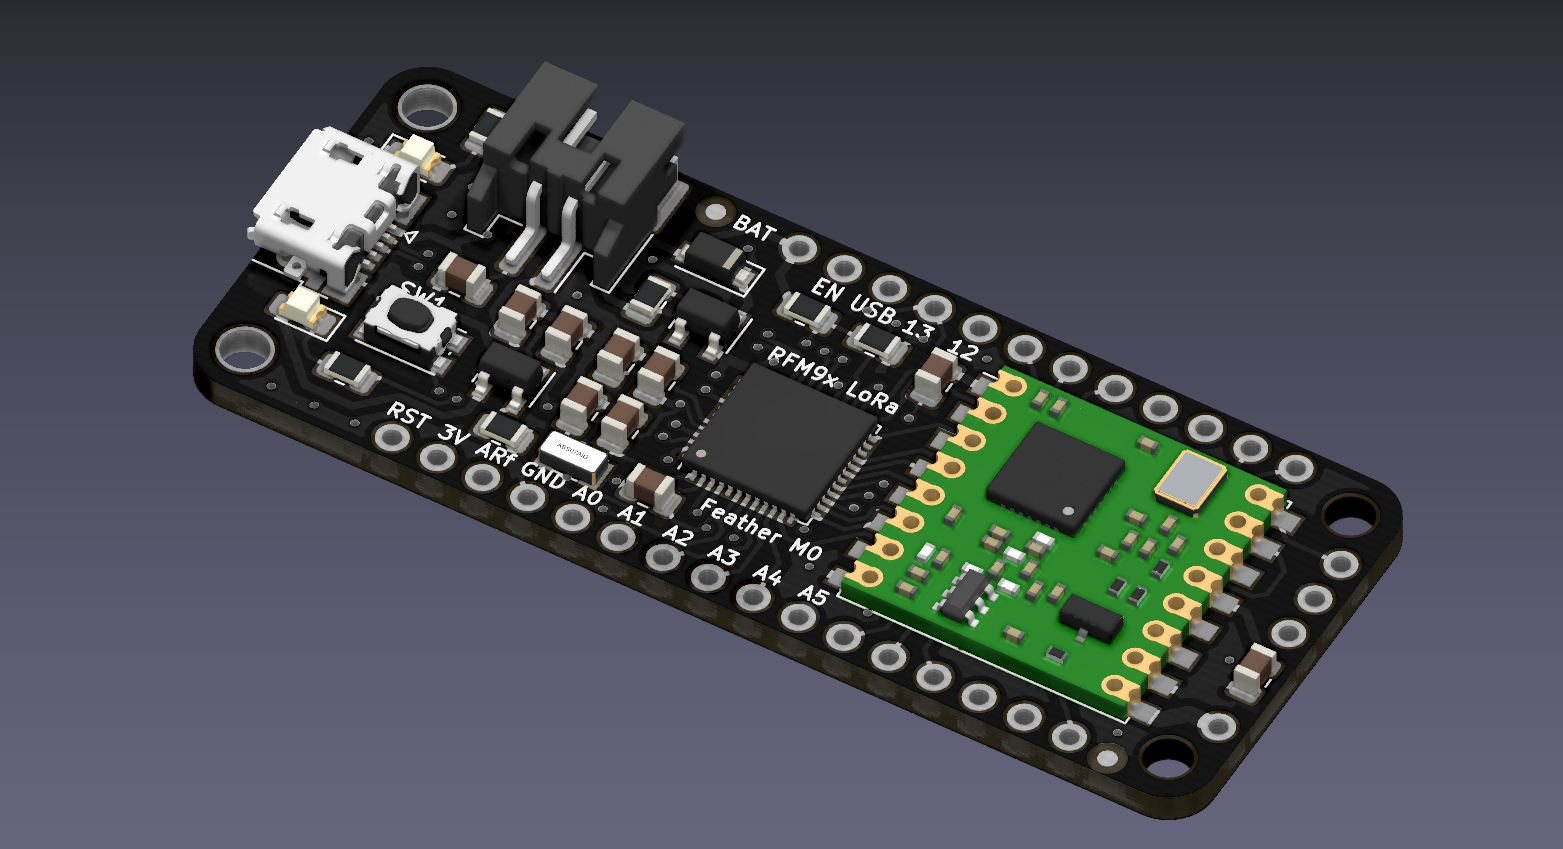 BAT
EN USB 13 12
SW1
RFM9x LoRa
RST 3V ARf GND A0 A1 A2 A3 A4 A5
Feather M0